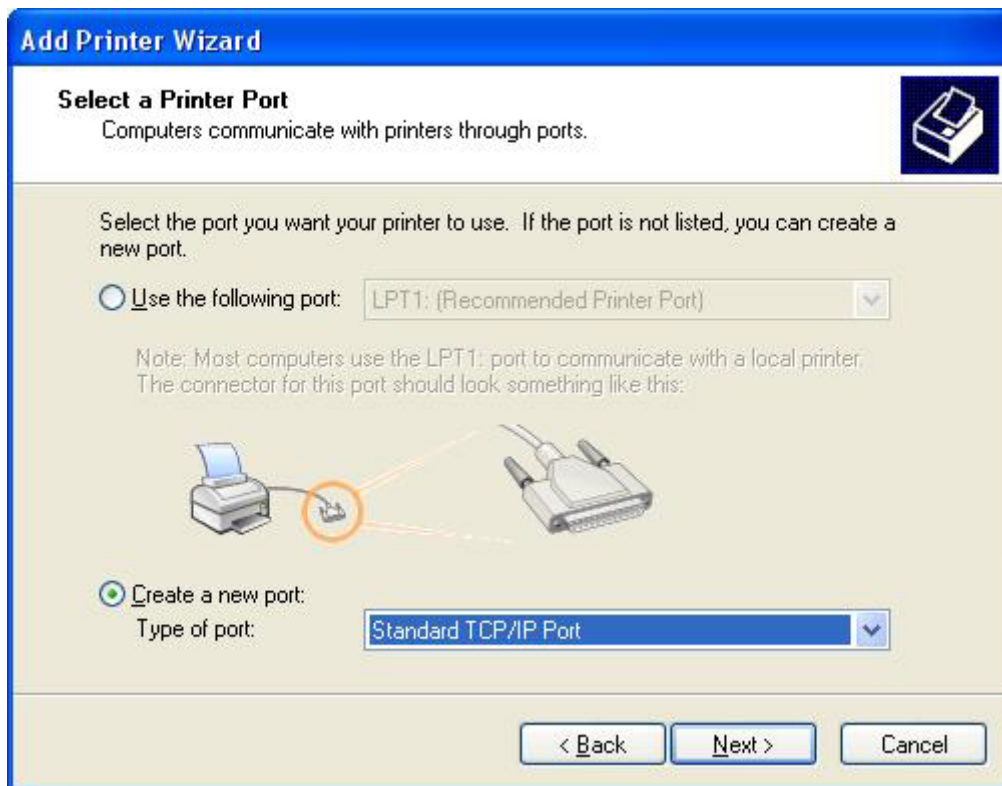 Add Printer Wizard
Select a Printer Port
Computers communicate with printers through ports.
Select the port you want your printer to use.  If the port is not listed, you can create a
new port.
Use the following port:
LPT1: (Recommended Printer Port)
Note: Most computers use the LPT1: port to communicate with a local printer.
The connector for this port should look something like this:
Create a new port:
Type of port:
Standard TCP/IP Port
< Back
Next >
Cancel